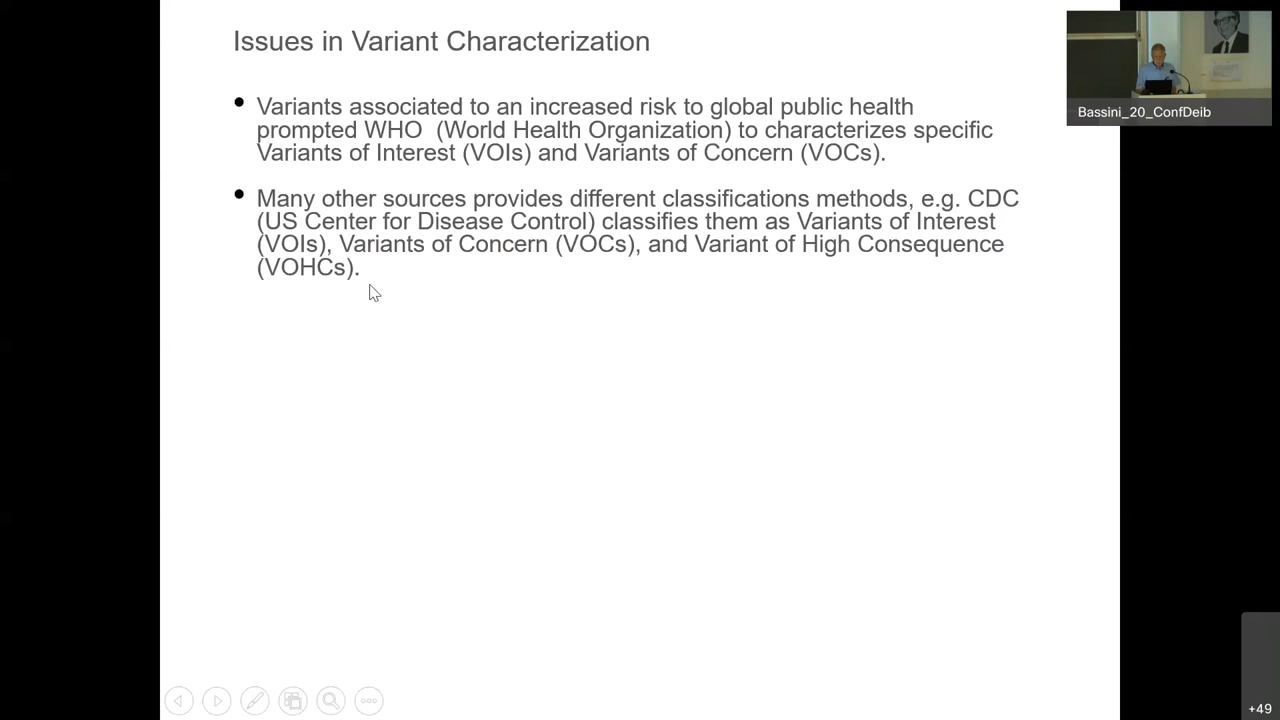 Issues in Variant Characterization
Variants associated to an increased risk to global public health
prompted WHO (World Health Organization) to characterizes specific
Variants of Interest (VOIs) and Variants of Concern (VOCs).
Many other sources provides different classifications methods, e.g. CDC
(US Center for Disease Control) classifies them as Variants of Interest
(VOIs), Variants of Concern (VOCs), and Variant of High Consequence
(VOHCs).
Bassini_20_ConfDeib
+49